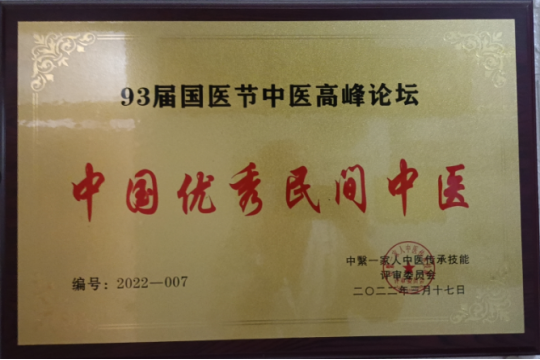 93届国医节中医高峰论坛
中国优秀民间中医
中繄一家人中医传承技能
评审委员会
编号：2022—007
二〇二二年三月十七日